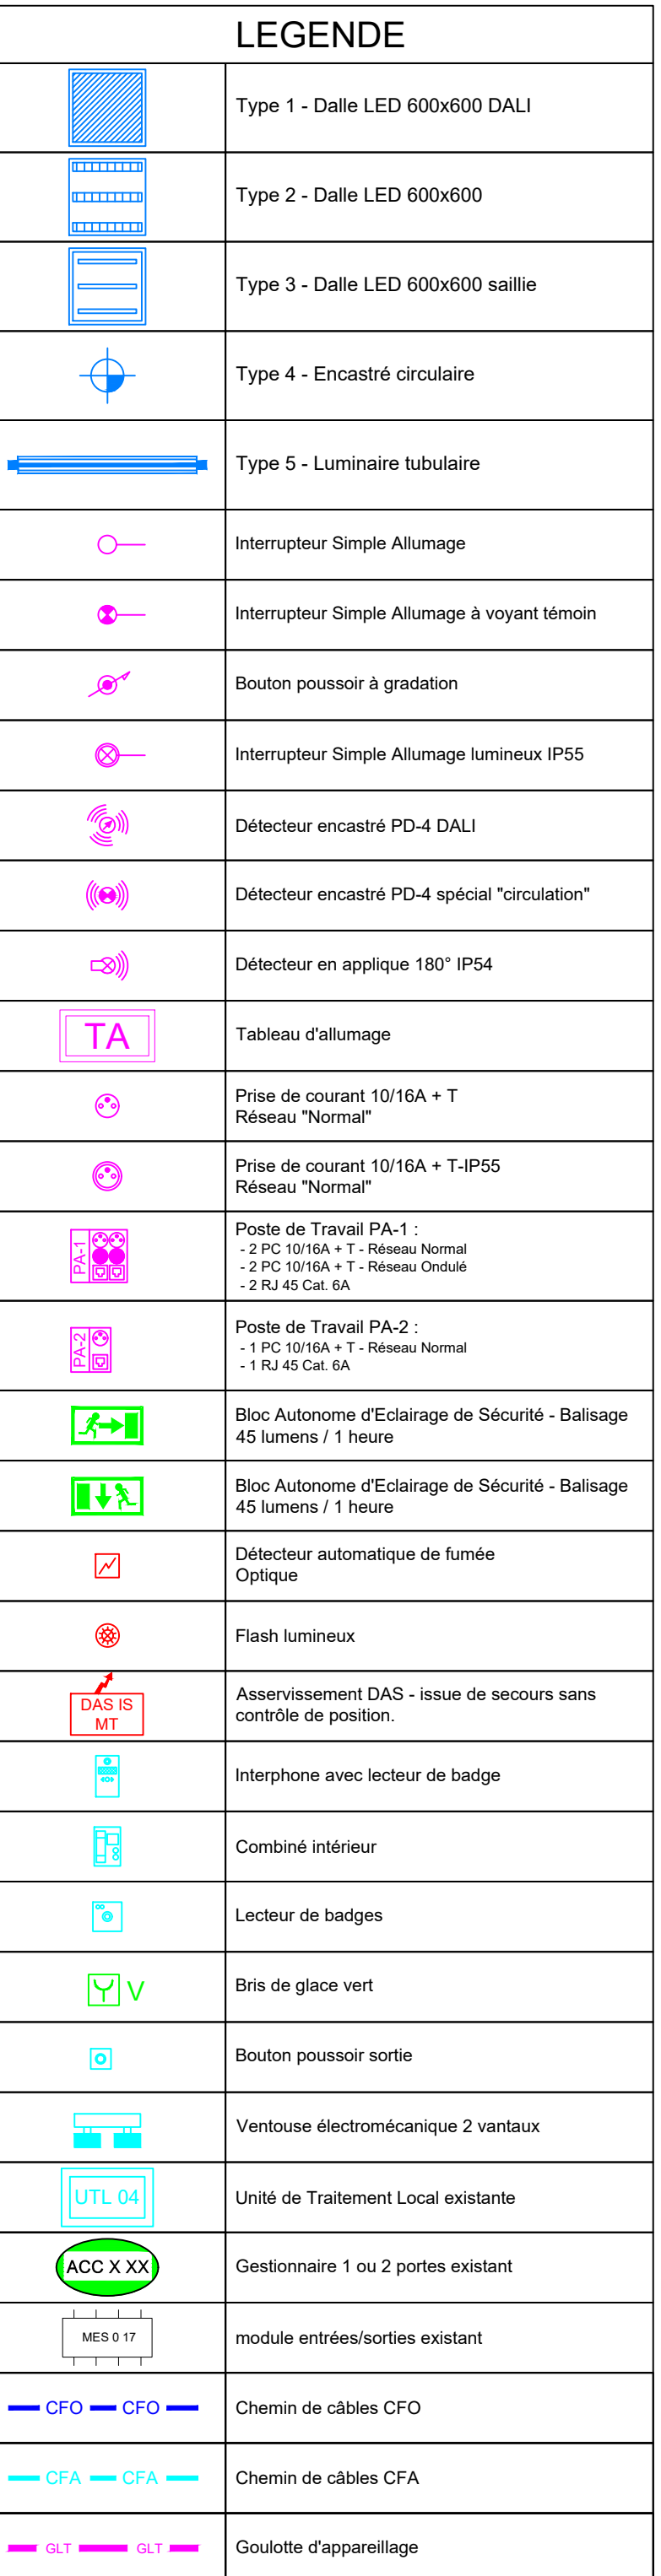 LEGENDE
Type 1 - Dalle LED 600x600 DALI
Type 2 - Dalle LED 600x600
Type 3 - Dalle LED 600x600 saillie
Type 4 - Encastré circulaire
Type 5 - Luminaire tubulaire
Interrupteur Simple Allumage
Interrupteur Simple Allumage à voyant témoin
Bouton poussoir à gradation
Interrupteur Simple Allumage lumineux IP55
Détecteur encastré PD-4 DALI
Détecteur encastré PD-4 spécial "circulation"
Détecteur en applique 180° IP54
TA
Tableau d'allumage
Prise de courant 10/16A + T
Réseau "Normal"
Prise de courant 10/16A + T-IP55
Réseau "Normal"
PA-1
Poste de Travail PA-1 :
- 2 PC 10/16A + T - Réseau Normal
- 2 PC 10/16A + T - Réseau Ondulé
- 2 RJ 45 Cat. 6A
PA-2
Poste de Travail PA-2 :
- 1 PC 10/16A + T - Réseau Normal
- 1 RJ 45 Cat. 6A
Bloc Autonome d'Eclairage de Sécurité - Balisage
45 lumens / 1 heure
Bloc Autonome d'Eclairage de Sécurité - Balisage
45 lumens / 1 heure
Détecteur automatique de fumée
Optique
Flash lumineux
DAS IS
MT
Asservissement DAS - issue de secours sans
contrôle de position.
Interphone avec lecteur de badge
Combiné intérieur
Lecteur de badges
V
Bris de glace vert
Bouton poussoir sortie
Ventouse électromécanique 2 vantaux
UTL 04
Unité de Traitement Local existante
ACC X XX
Gestionnaire 1 ou 2 portes existant
MES 0 17
module entrées/sorties existant
CFO CFO
Chemin de câbles CFO
CFA CFA
Chemin de câbles CFA
GLT GLT
Goulotte d'appareillage